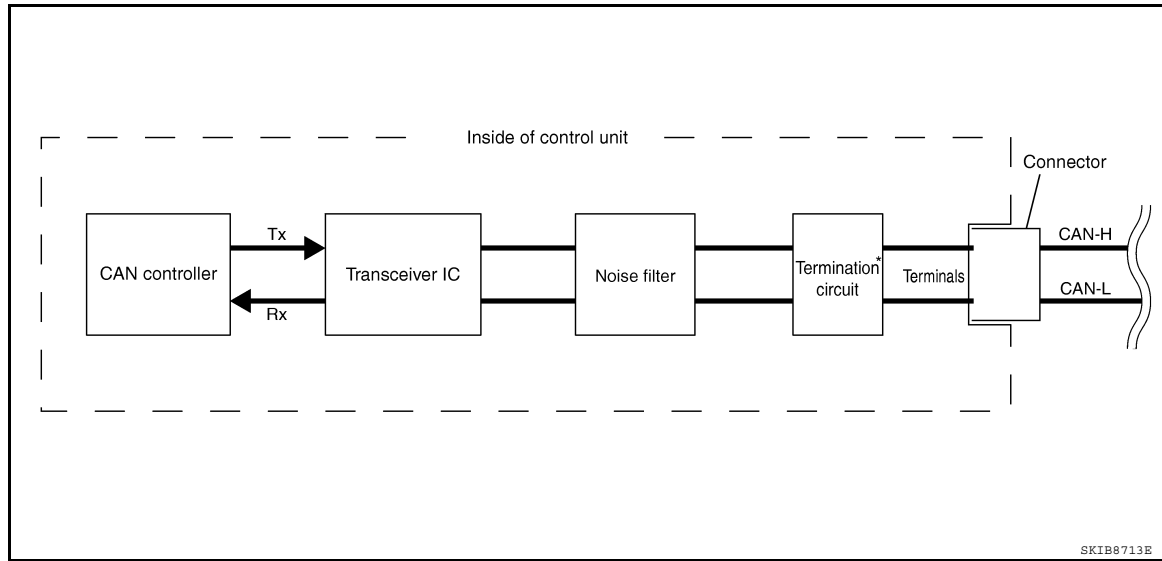 Inside of control unit
Connector
CAN controller
Tx
Rx
Transceiver IC
Noise filter
Termination*
circuit
Terminals
CAN-H
CAN-L
SKIB8713E